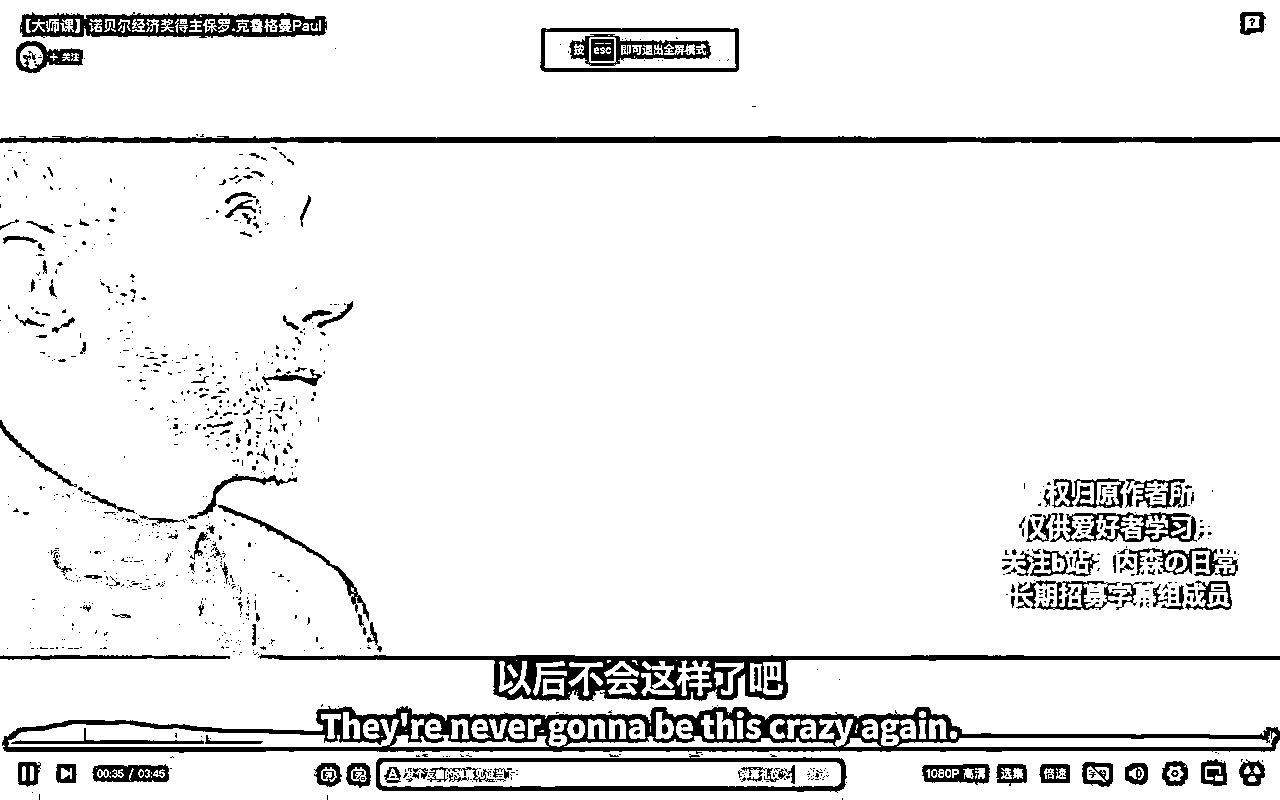 【大师课】诺贝尔经济奖得主保罗.克鲁格曼Paul
+ 关注
按 esc 即可退出全屏模式
权归原作者所
仅供爱好者学习
关注b站：内森の日常
长期招募字幕组成员
以后不会这样了吧
They're never gonna be this crazy again.
00:35 / 03:45
1080P 高清 选集 倍速